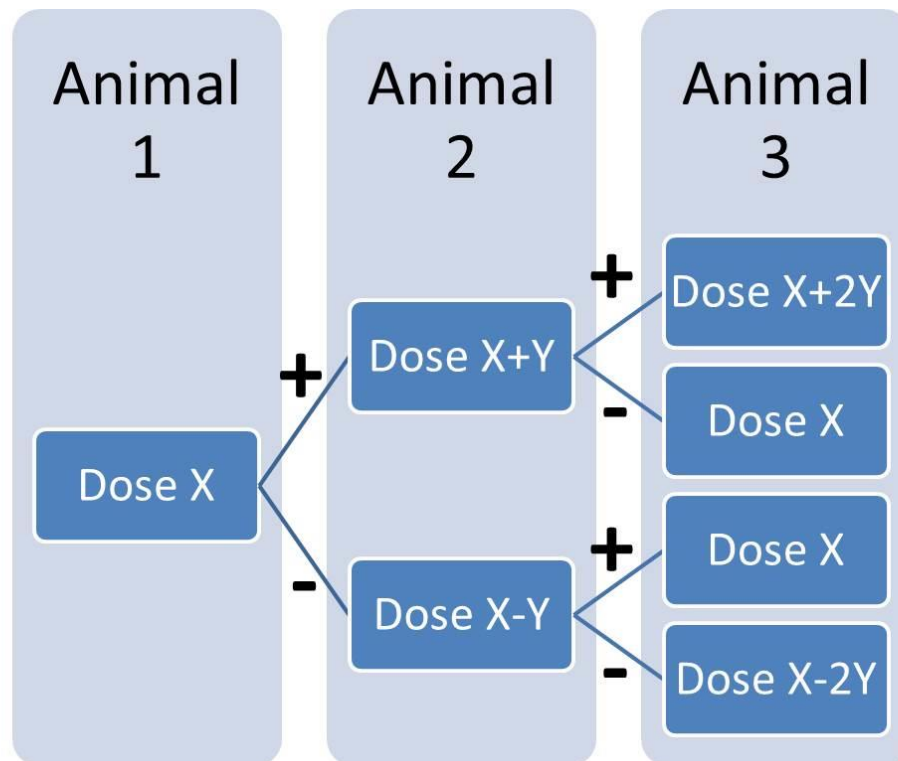 Animal
1
Animal
2
Animal
3
Dose X
+
-
Dose X+Y
Dose X-Y
+
-
+
-
Dose X+2Y
Dose X
Dose X
Dose X-2Y